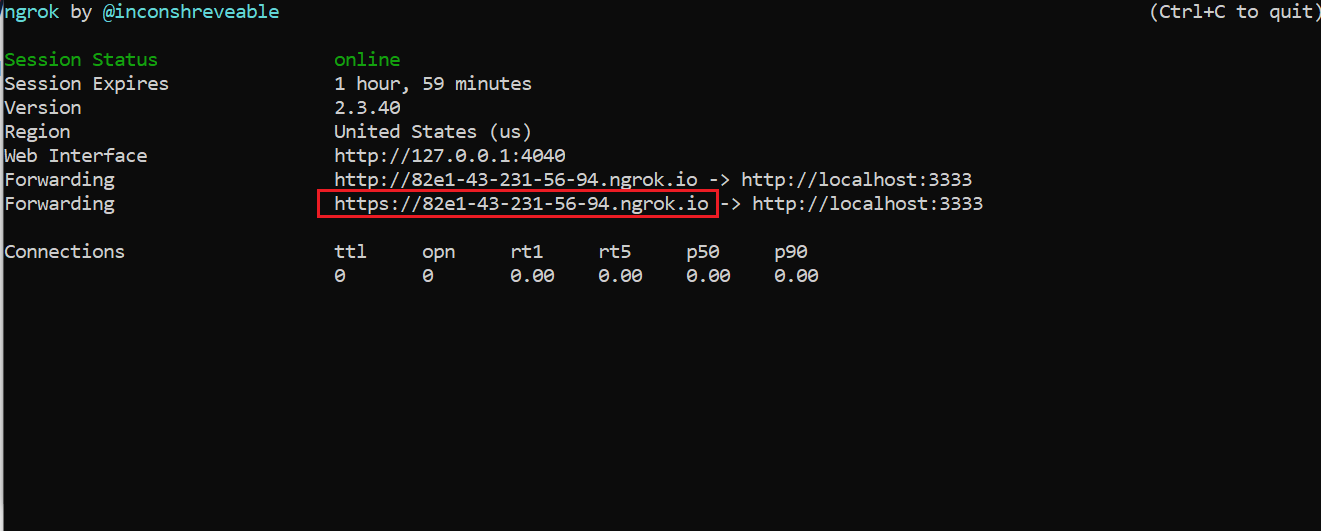 ngrok by @inconshreveable (Ctrl+C to quit)
Session Status online
Session Expires 1 hour, 59 minutes
Version 2.3.40
Region United States (us)
Web Interface http://127.0.0.1:4040
Forwarding http://82e1-43-231-56-94.ngrok.io -> http://localhost:3333
Forwarding https://82e1-43-231-56-94.ngrok.io -> http://localhost:3333
Connections ttl opn rt1 rt5 p50 p90
0 0 0.00 0.00 0.00 0.00